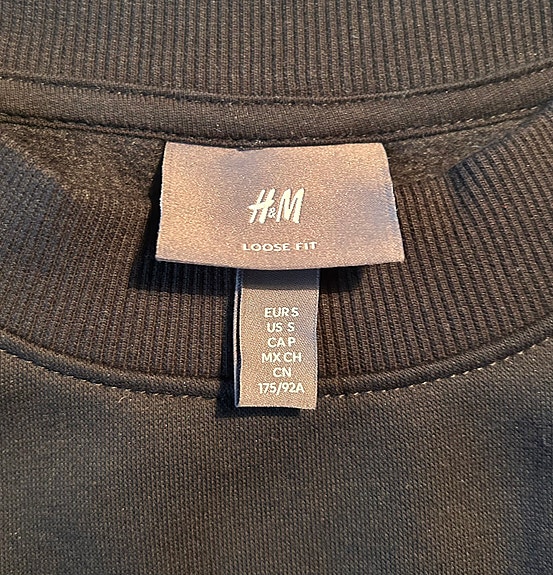 H&M
LOOSE FIT
EUR S
US S
CA P
MX CH
CN
175/92A